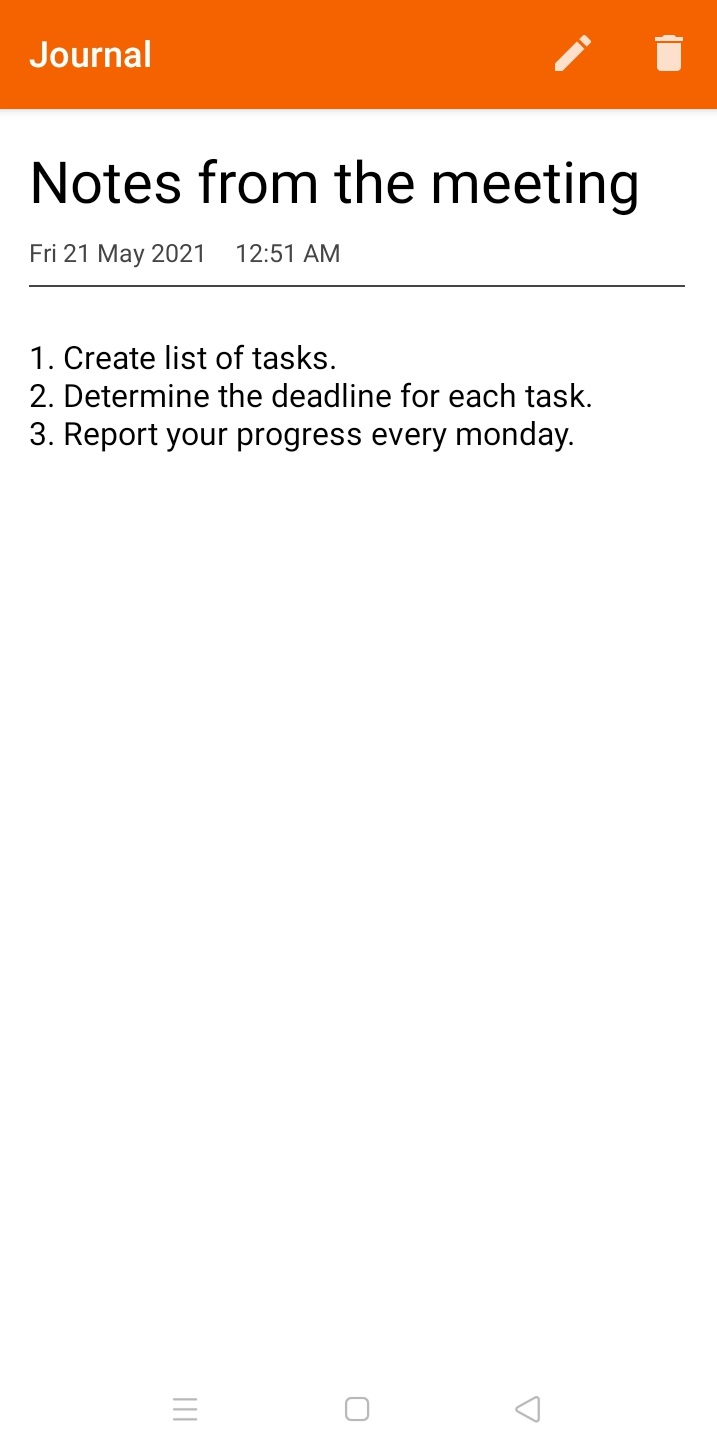 Journal
Notes from the meeting
Fri 21 May 2021 12:51 AM
1. Create list of tasks.
2. Determine the deadline for each task.
3. Report your progress every monday.